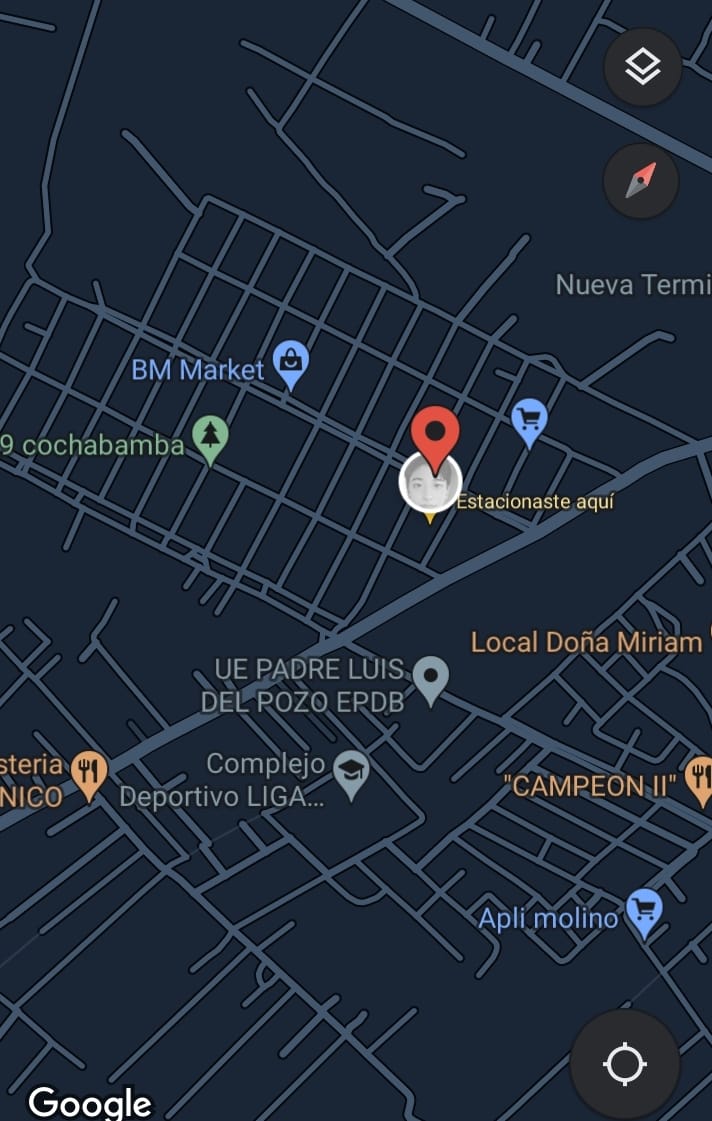 Nueva Termi
BM Market
9 cochabamba
Estacionaste aquí
Local Doña Miriam
UE PADRE LUIS
DEL POZO EPDB
steria
NICO
Complejo
Deportivo LIGA...
"CAMPEON II"
Apli molino
Google